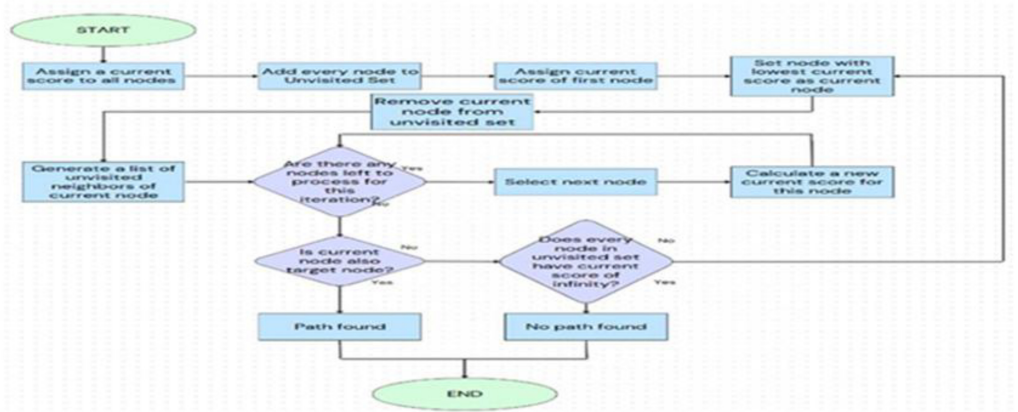 START
Assign a current
score to all nodes
Add every node to
Unvisited Set
Assign current
score of first node
Set node with
lowest current
score as current
node
Remove current
node from
unvisited set
Generate a list of
unvisited
neighbors of
current node
Are there any
nodes left to
process for
this
iteration?
Yes
No
Select next node
Calculate a new
current score for
this node
Is current
node also
target node?
No
Yes
Does every
node in
unvisited set
have current
score of
infinity?
No
Yes
Path found
No path found
END